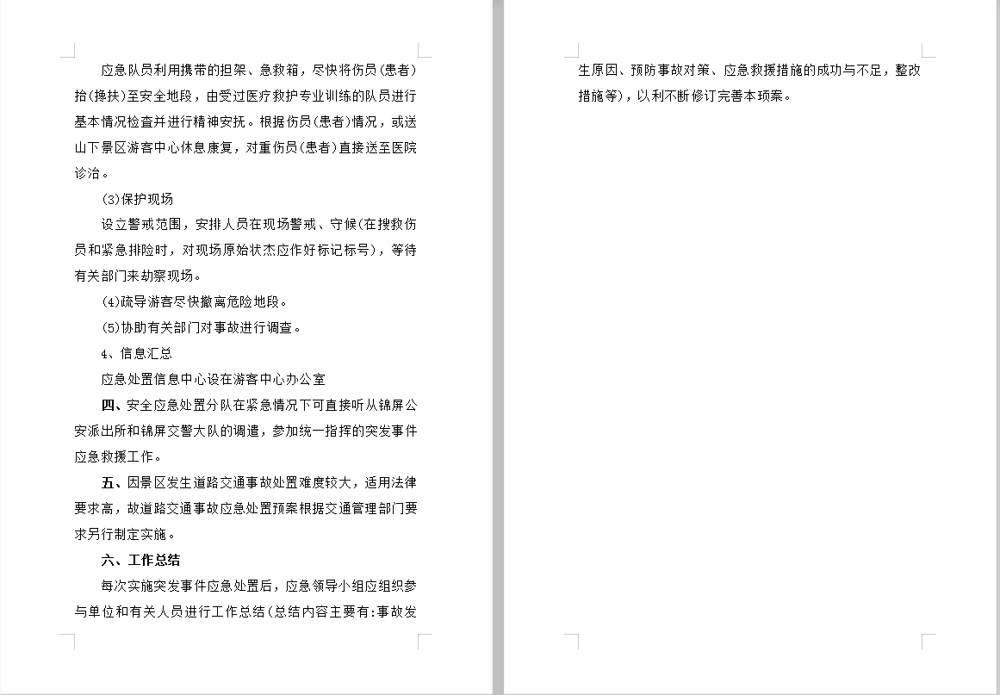 应急队员利用携带的担架、急救箱，尽快将伤员(患者)
抬(搀扶)至安全地段，由受过医疗救护专业训练的队员进行
基本情况检查并进行精神安抚。根据伤员(患者)情况，或送
山下景区游客中心休息康复，对重伤员(患者)直接送至医院
诊治。
(3)保护现场
设立警戒范围，安排人员在现场警戒、守候(在搜救伤
员和紧急排险时，对现场原始状杰应作好标记标号)，等待
有关部门来劫察现场。
(4)疏导游客尽快撤离危险地段。
(5)协助有关部门对事故进行调查。
4、信息汇总
应急处置信息中心设在游客中心办公室
四、安全应急处置分队在紧急情况下可直接听从锦屏公
安派出所和锦屏交警大队的调遣，参加统一指挥的突发事件
应急救援工作。
五、因景区发生道路交通事故处置难度较大，适用法律
要求高，故道路交通事故应急处置预案根据交通管理部门要
求另行制定实施。
六、工作总结
每次实施突发事件应急处置后，应急领导小组应组织参
与单位和有关人员进行工作总结(总结内容主要有:事故发
生原因、预防事故对策、应急救援措施的成功与不足，整改
措施等)，以利不断修订完善本顼案。